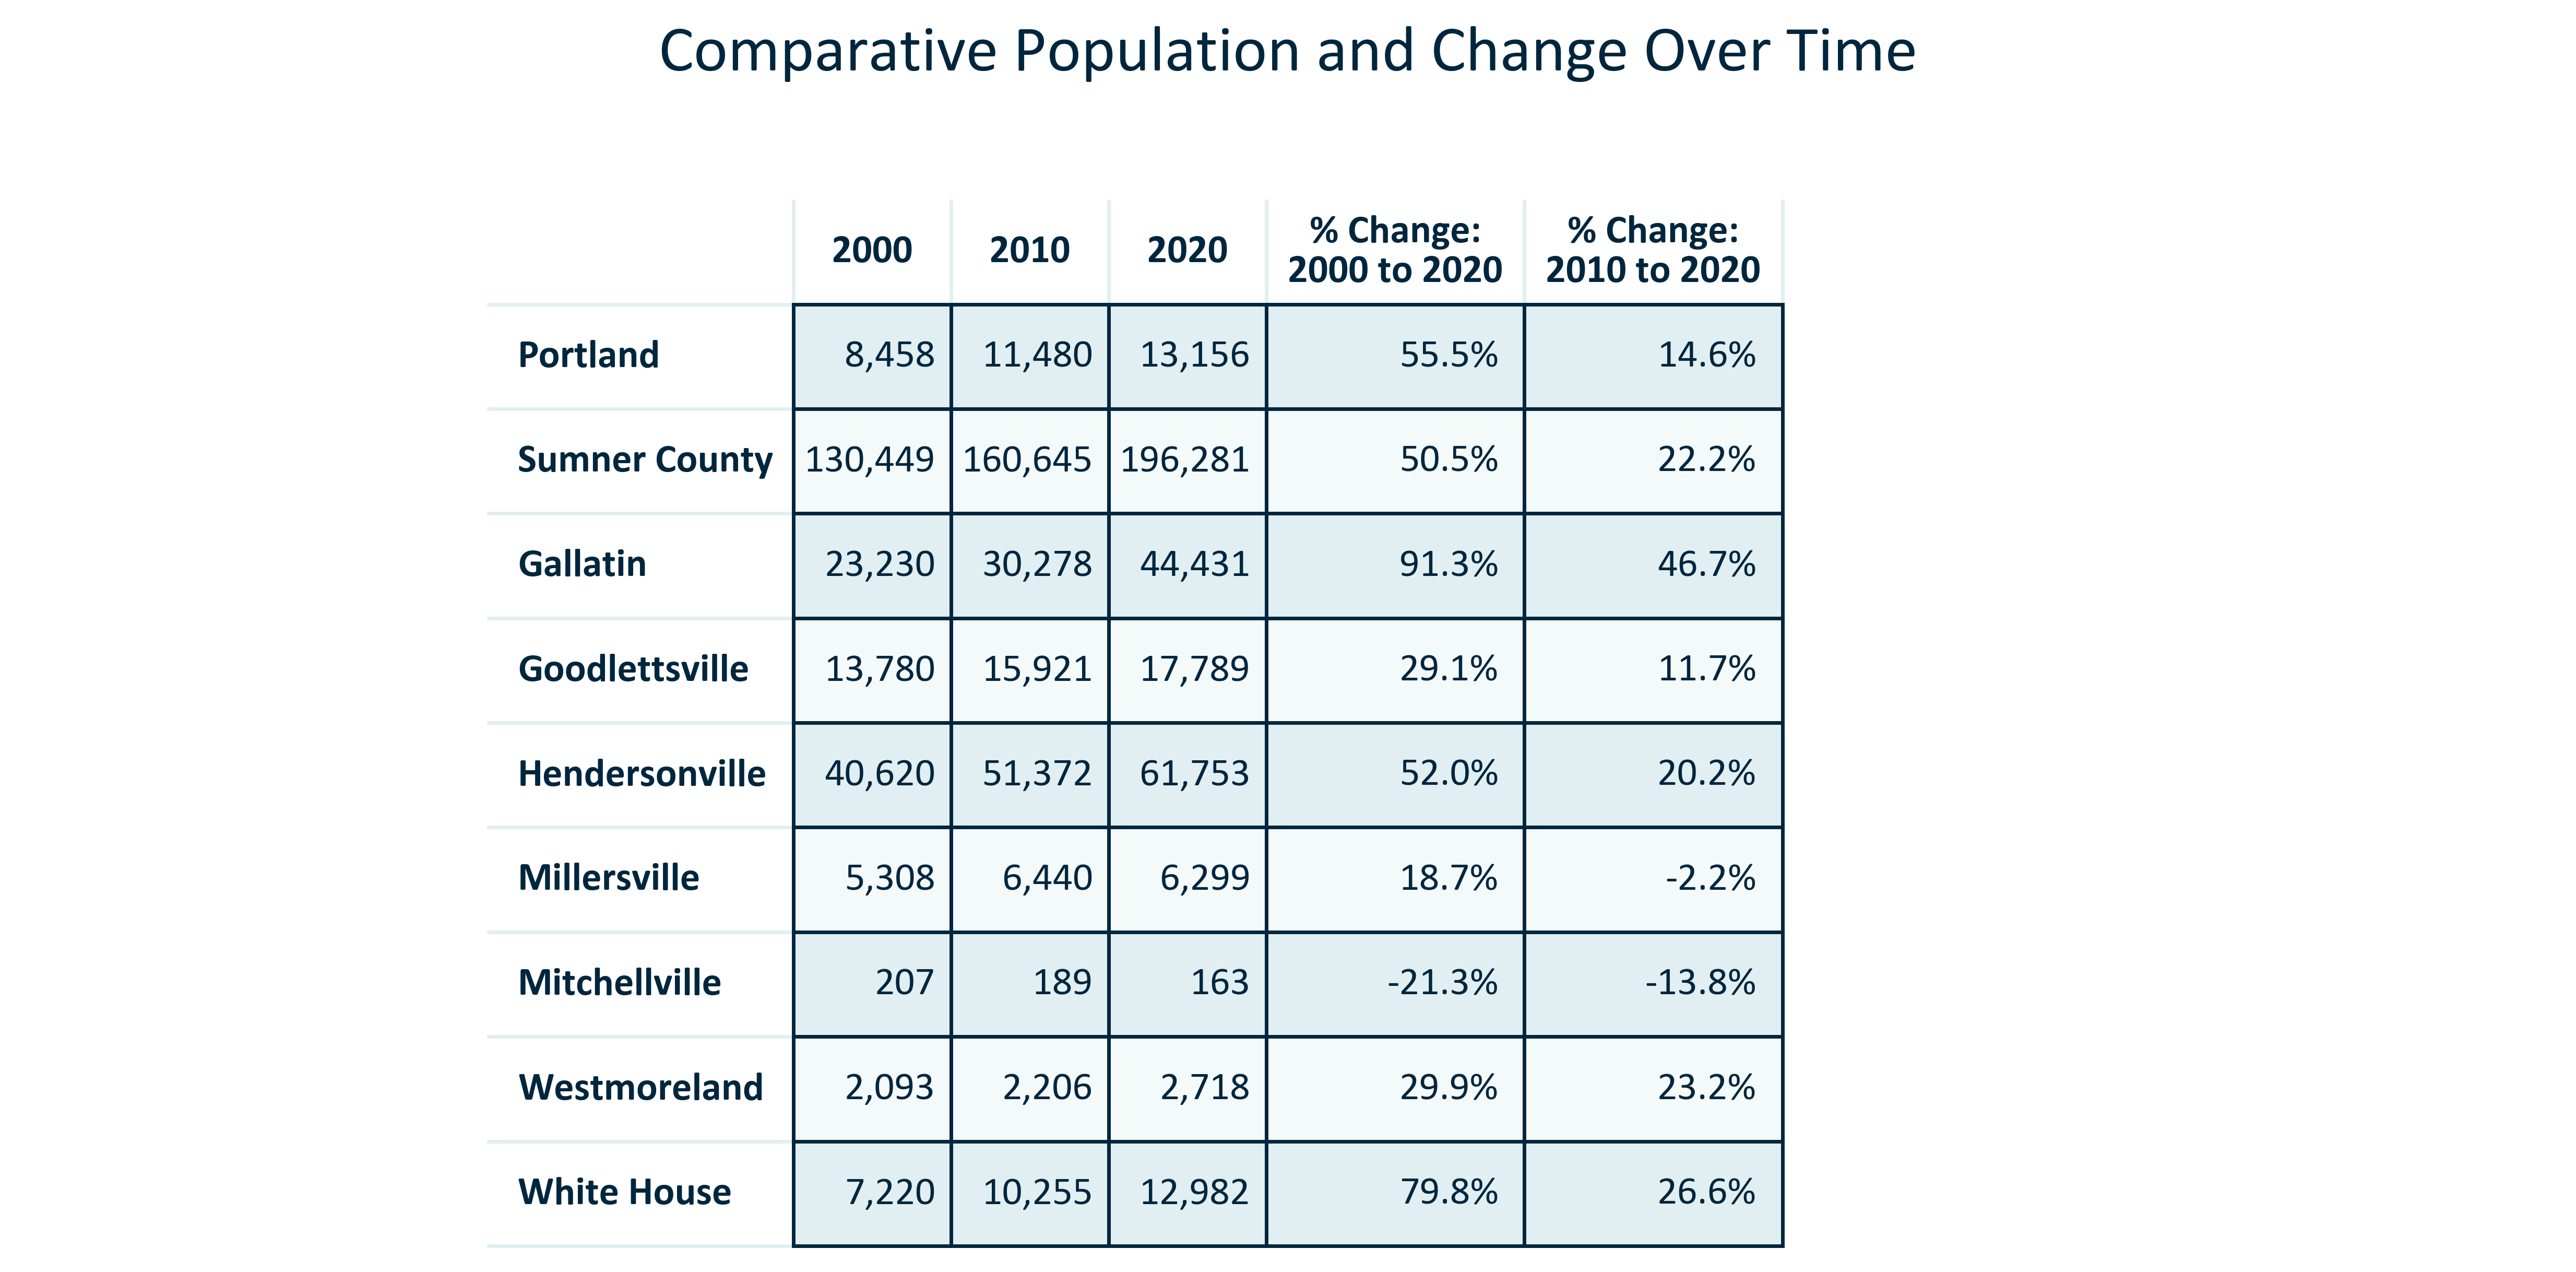 Comparative Population and Change Over Time
2000 2010 2020 % Change: 2000 to 2020 % Change: 2010 to 2020
Portland 8,458 11,480 13,156 55.5% 14.6%
Sumner County 130,449 160,645 196,281 50.5% 22.2%
Gallatin 23,230 30,278 44,431 91.3% 46.7%
Goodlettsville 13,780 15,921 17,789 29.1% 11.7%
Hendersonville 40,620 51,372 61,753 52.0% 20.2%
Millersville 5,308 6,440 6,299 18.7% -2.2%
Mitchellville 207 189 163 -21.3% -13.8%
Westmoreland 2,093 2,206 2,718 29.9% 23.2%
White House 7,220 10,255 12,982 79.8% 26.6%